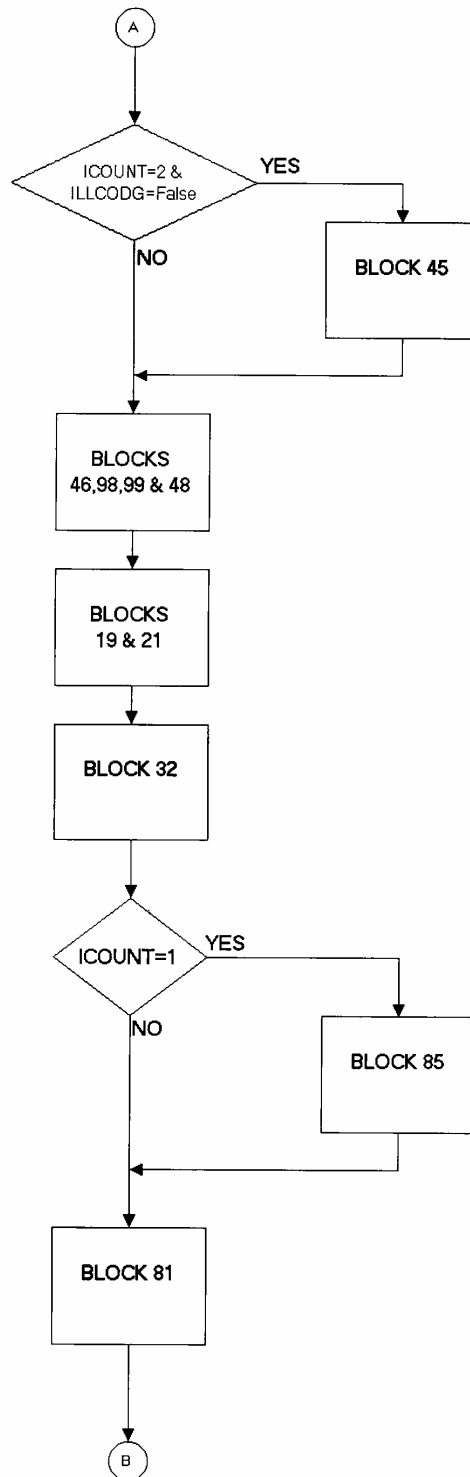 A
ICOUNT=2 &
ILLCODG=False
YES
NO
BLOCK 45
BLOCKS
46,98,99 & 48
BLOCKS
19 & 21
BLOCK 32
ICOUNT=1
YES
NO
BLOCK 85
BLOCK 81
B